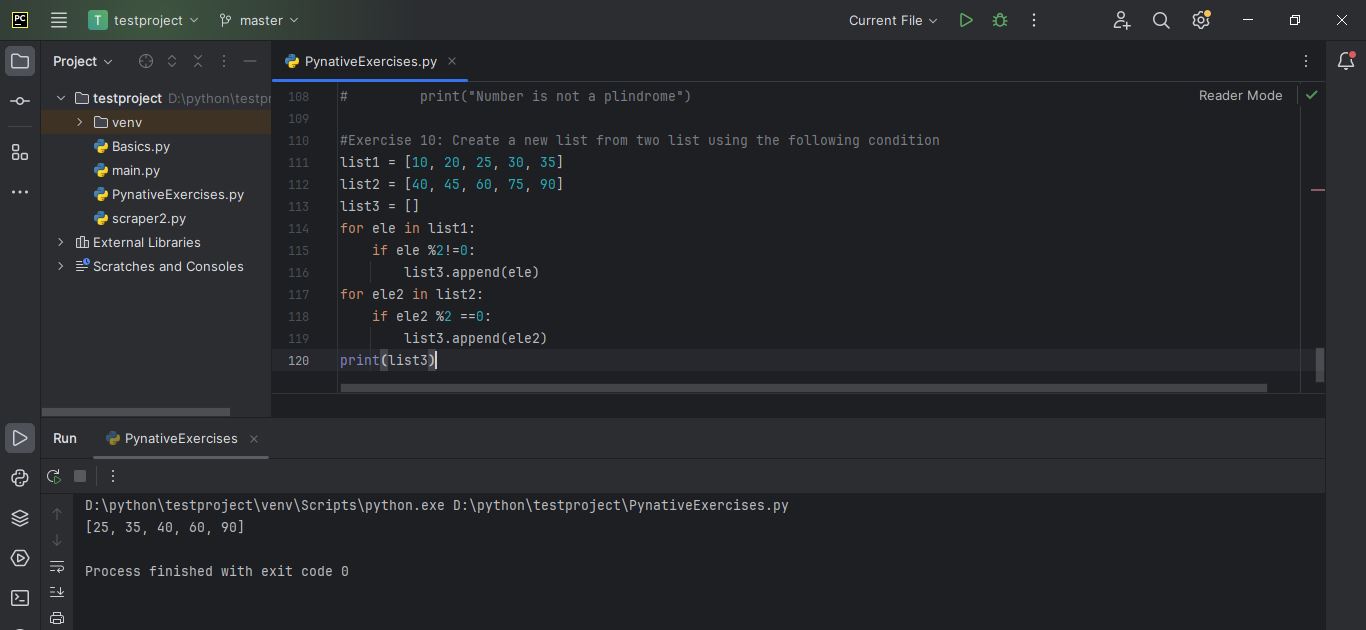 PC
T testproject master Current File
Project
PynativeExercises.py
testproject D:\python\testpr
venv
Basics.py
main.py
PynativeExercises.py
scraper2.py
External Libraries
Scratches and Consoles
Reader Mode
108 #         print("Number is not a plindrome")
109
110 #Exercise 10: Create a new list from two list using the following condition
111 list1 = [10, 20, 25, 30, 35]
112 list2 = [40, 45, 60, 75, 90]
113 list3 = []
114 for ele in list1:
115     if ele %2!=0:
116         list3.append(ele)
117 for ele2 in list2:
118     if ele2 %2 ==0:
119         list3.append(ele2)
120 print(list3)
Run PynativeExercises
D:\python\testproject\venv\Scripts\python.exe D:\python\testproject\PynativeExercises.py
[25, 35, 40, 60, 90]
Process finished with exit code 0